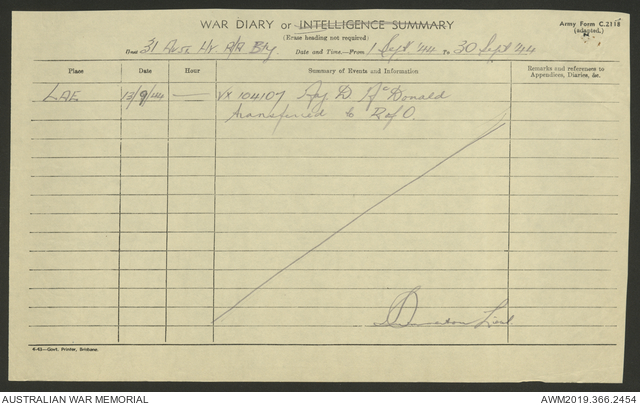 WAR DIARY or INTELLIGENCE SUMMARY
Army Form C.2118
(adapted.)
(Erase heading not required)
Unit 31 Aust Lt A/A Bty Date and Time.—From 1 Sept 44 to 30 Sept 44
Place Date Hour Summary of Events and Information Remarks and references to
Appendices, Diaries, &c.
LAE 13/9/44 — VX 104107 D McDonald
transferred to
4-43—Govt. Printer, Brisbane.
AUSTRALIAN WAR MEMORIAL AWM2019.366.2454